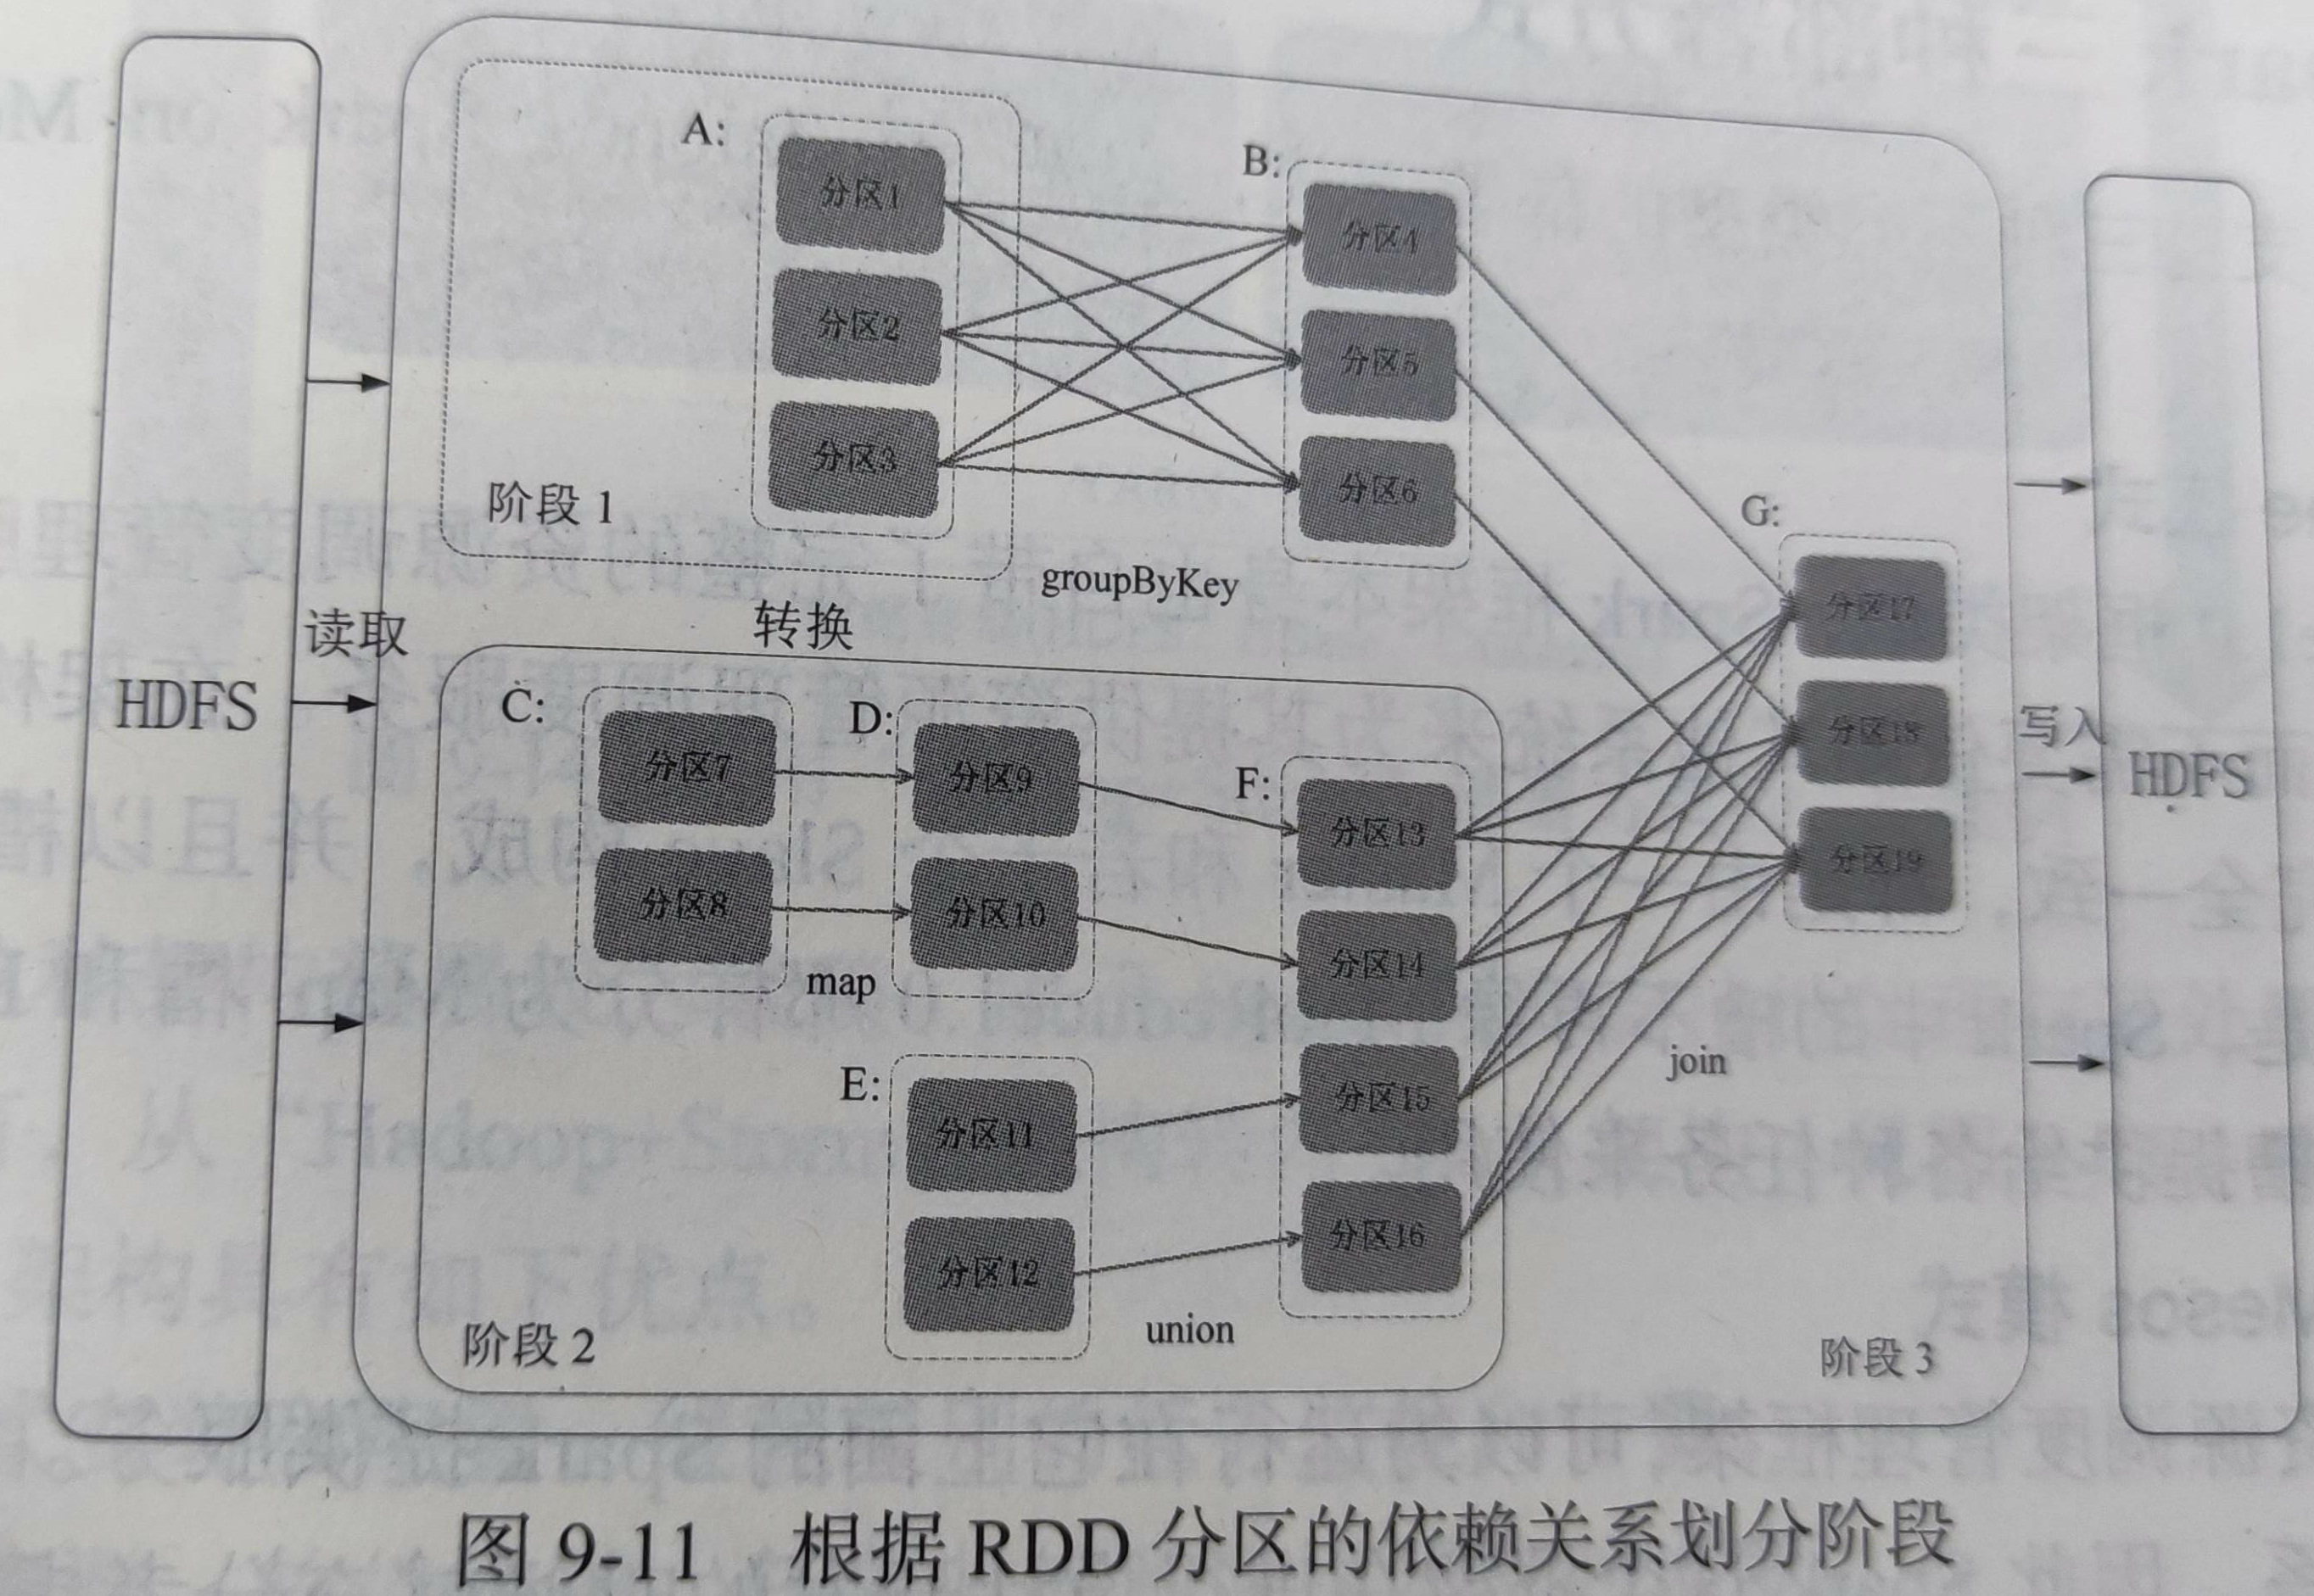 A:
分区1
分区2
分区3
阶段 1
B:
分区4
分区5
分区6
groupByKey
读取
HDFS
转换
C:
分区7
分区8
map
D:
分区9
分区10
E:
分区11
分区12
union
F:
分区13
分区14
分区15
分区16
阶段 2
join
G:
分区17
分区18
分区19
阶段 3
写入
HDFS
图 9-11 根据 RDD 分区的依赖关系划分阶段